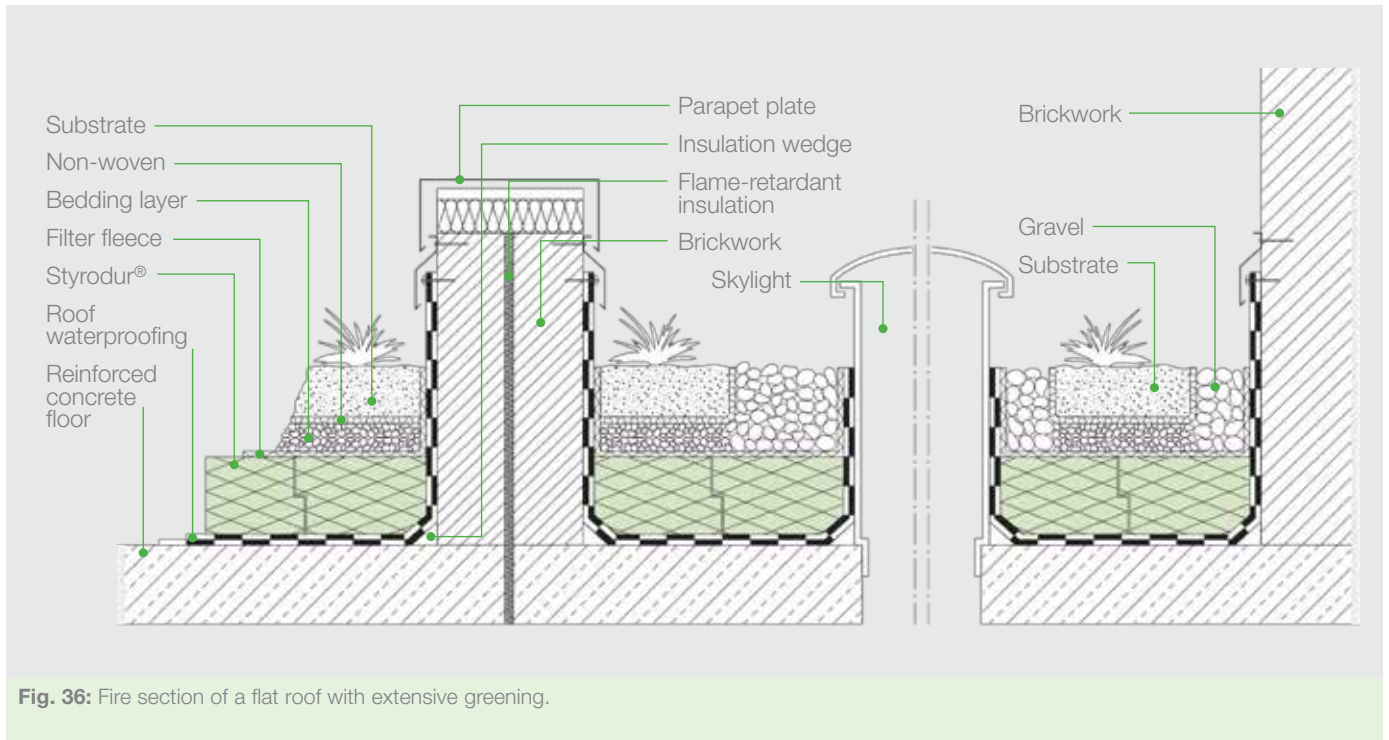 Substrate
Non-woven
Bedding layer
Filter fleece
Styrodur®
Roof
waterproofing
Reinforced
concrete
floor
Parapet plate
Insulation wedge
Flame-retardant
insulation
Brickwork
Skylight
Brickwork
Gravel
Substrate
Fig. 36: Fire section of a flat roof with extensive greening.